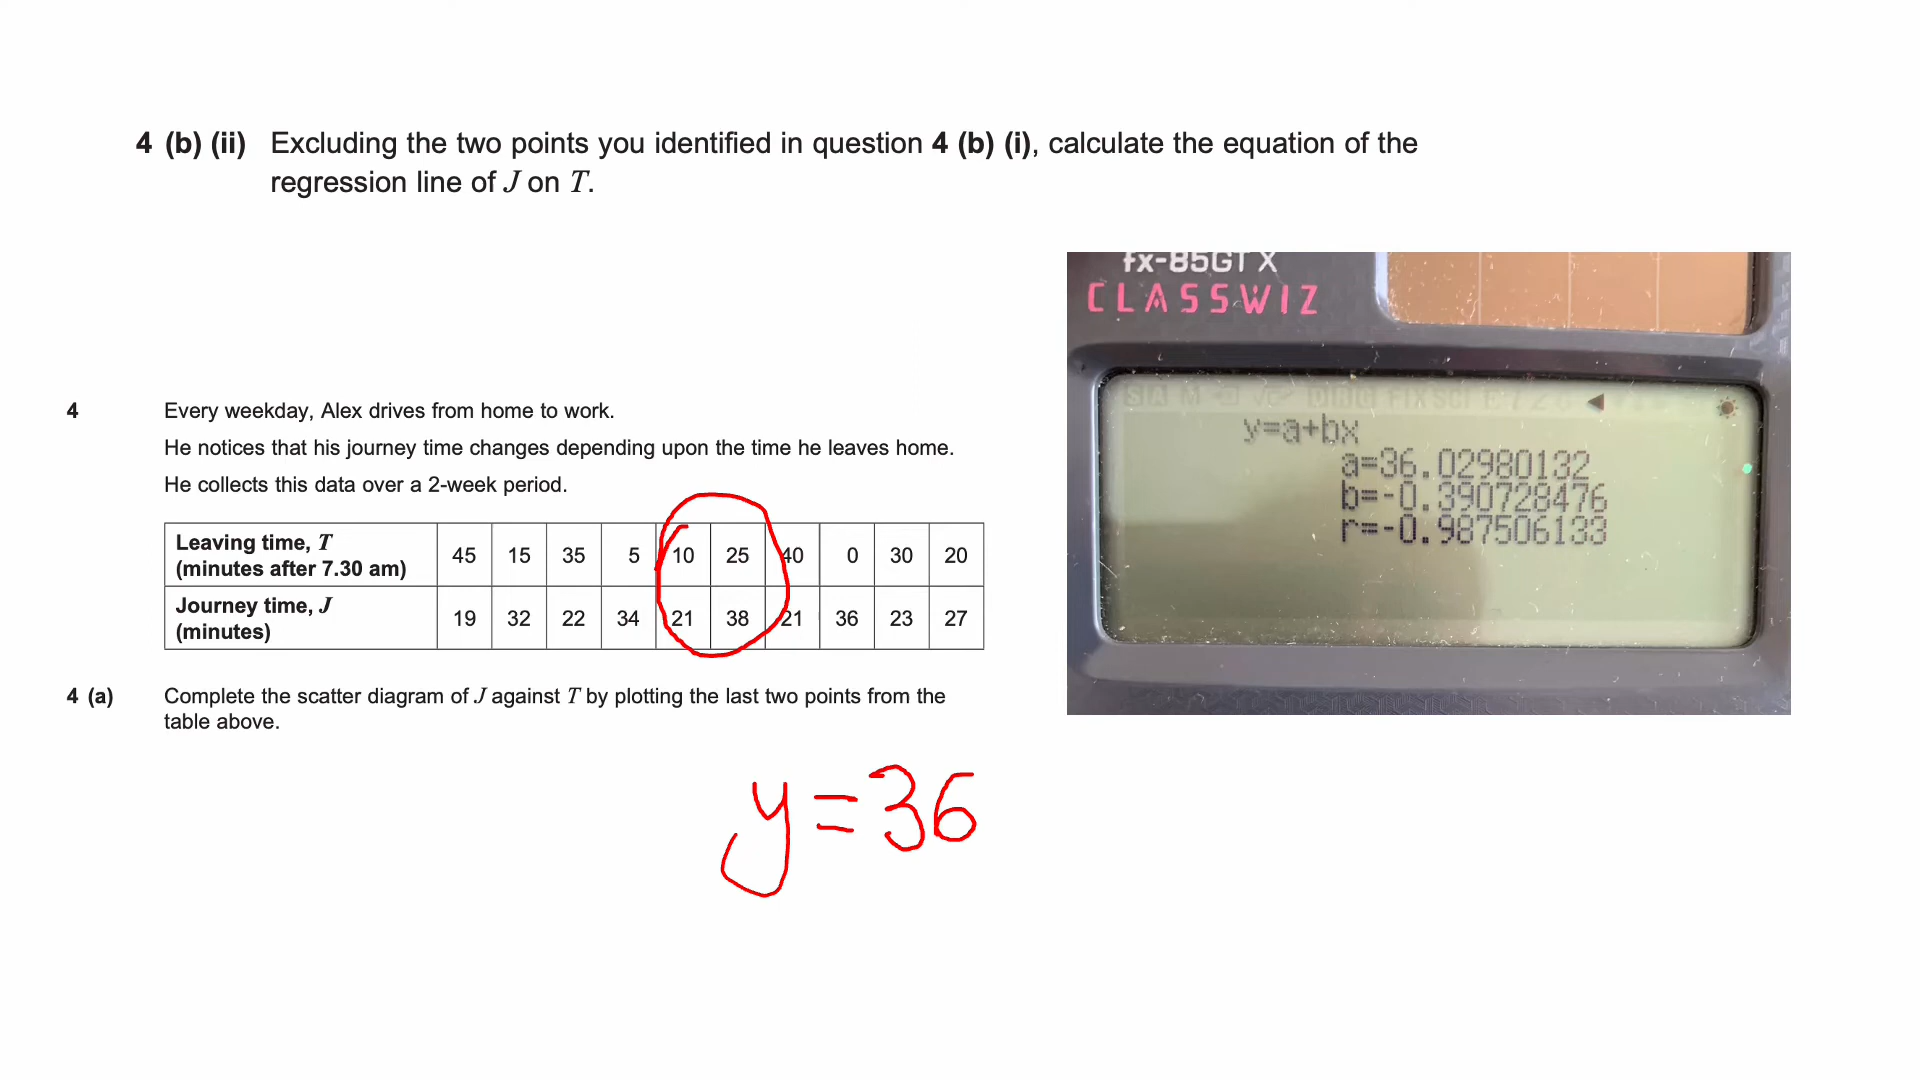 4 (b) (ii) Excluding the two points you identified in question 4 (b) (i), calculate the equation of the
regression line of J on T.
fx-85GT X
CLASSWIZ
y=a+bx
a=36.02980132
b=-0.390728476
r=-0.987506133
4 Every weekday, Alex drives from home to work.
He notices that his journey time changes depending upon the time he leaves home.
He collects this data over a 2-week period.
Leaving time, T
(minutes after 7.30 am) 45 15 35 5 10 25 40 0 30 20
Journey time, J
(minutes) 19 32 22 34 21 38 21 36 23 27
4 (a) Complete the scatter diagram of J against T by plotting the last two points from the
table above.
y=36